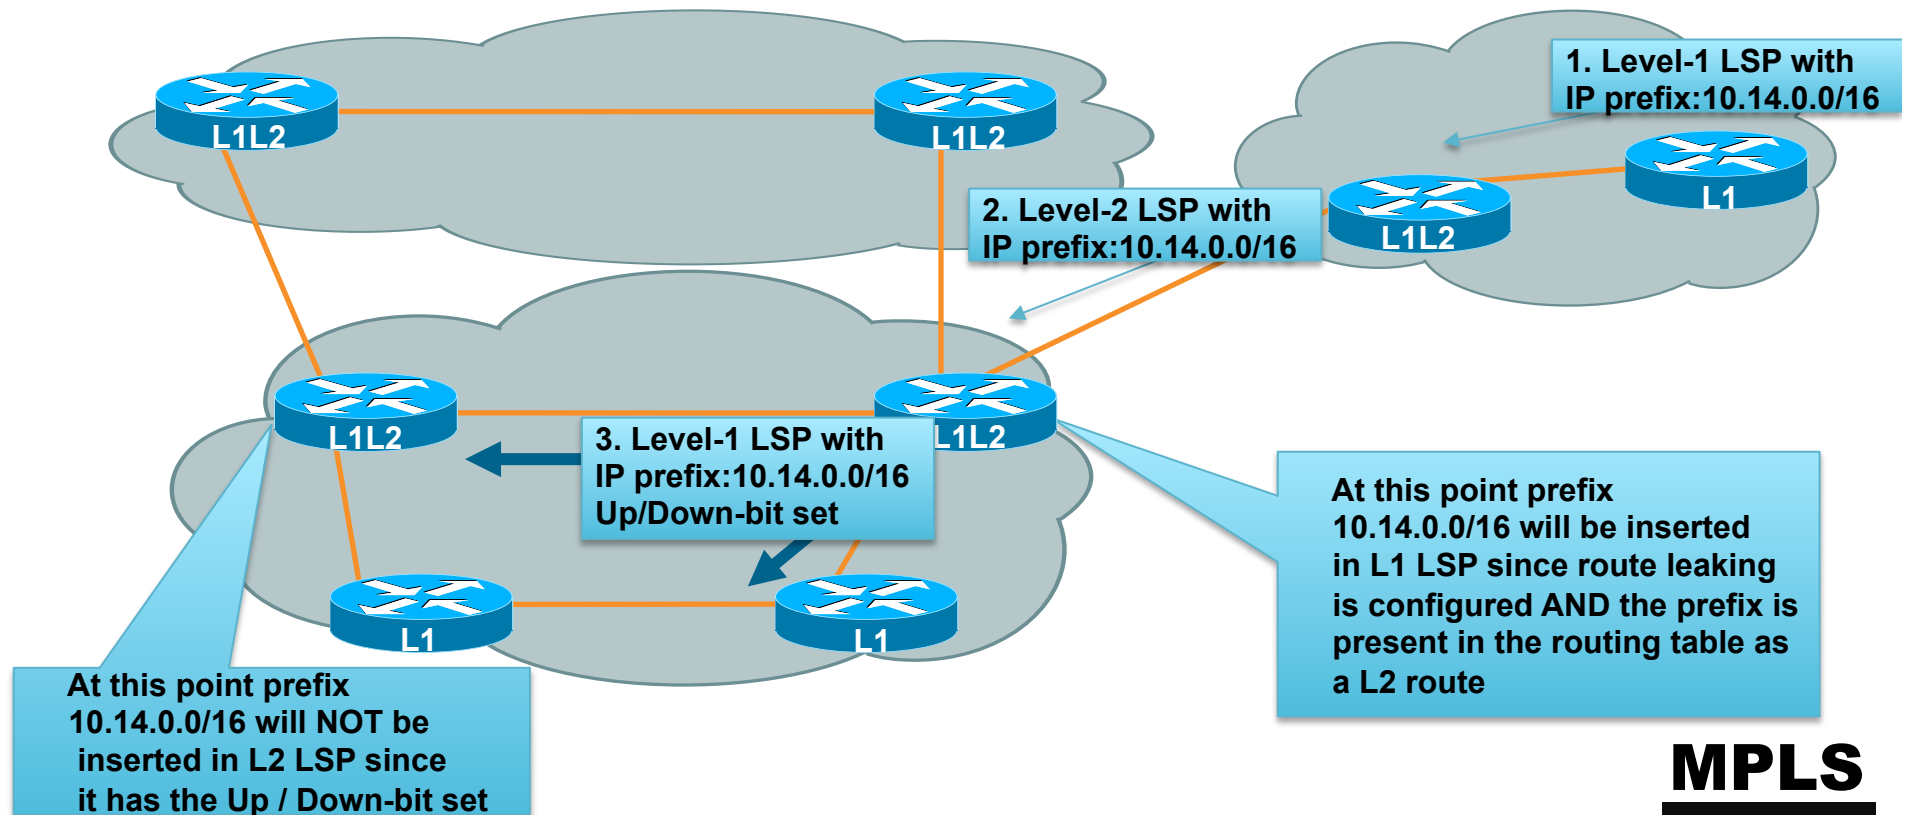 1. Level-1 LSP with
IP prefix:10.14.0.0/16
L1L2
L1L2
L1
L1L2
2. Level-2 LSP with
IP prefix:10.14.0.0/16
L1L2
L1L2
3. Level-1 LSP with
IP prefix:10.14.0.0/16
Up/Down-bit set
At this point prefix
10.14.0.0/16 will be inserted
in L1 LSP since route leaking
is configured AND the prefix is
present in the routing table as
a L2 route
L1
L1
At this point prefix
10.14.0.0/16 will NOT be
inserted in L2 LSP since
it has the Up / Down-bit set
MPLS